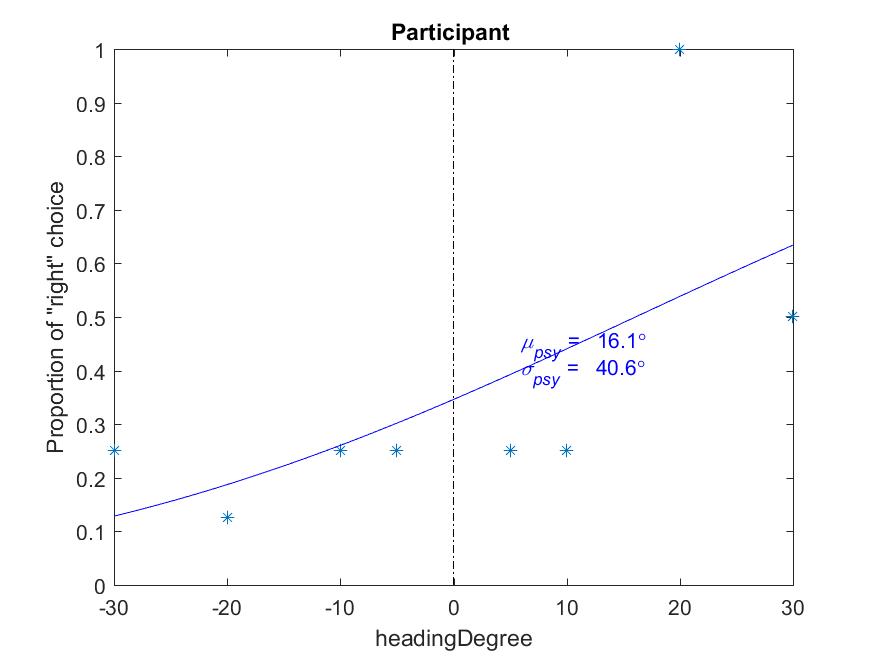 Participant
1
0.9
0.8
0.7
0.6
0.5
0.4
0.3
0.2
0.1
0
Proportion of "right" choice
μpsy = 16.1°
σpsy = 40.6°
-30 -20 -10 0 10 20 30
headingDegree